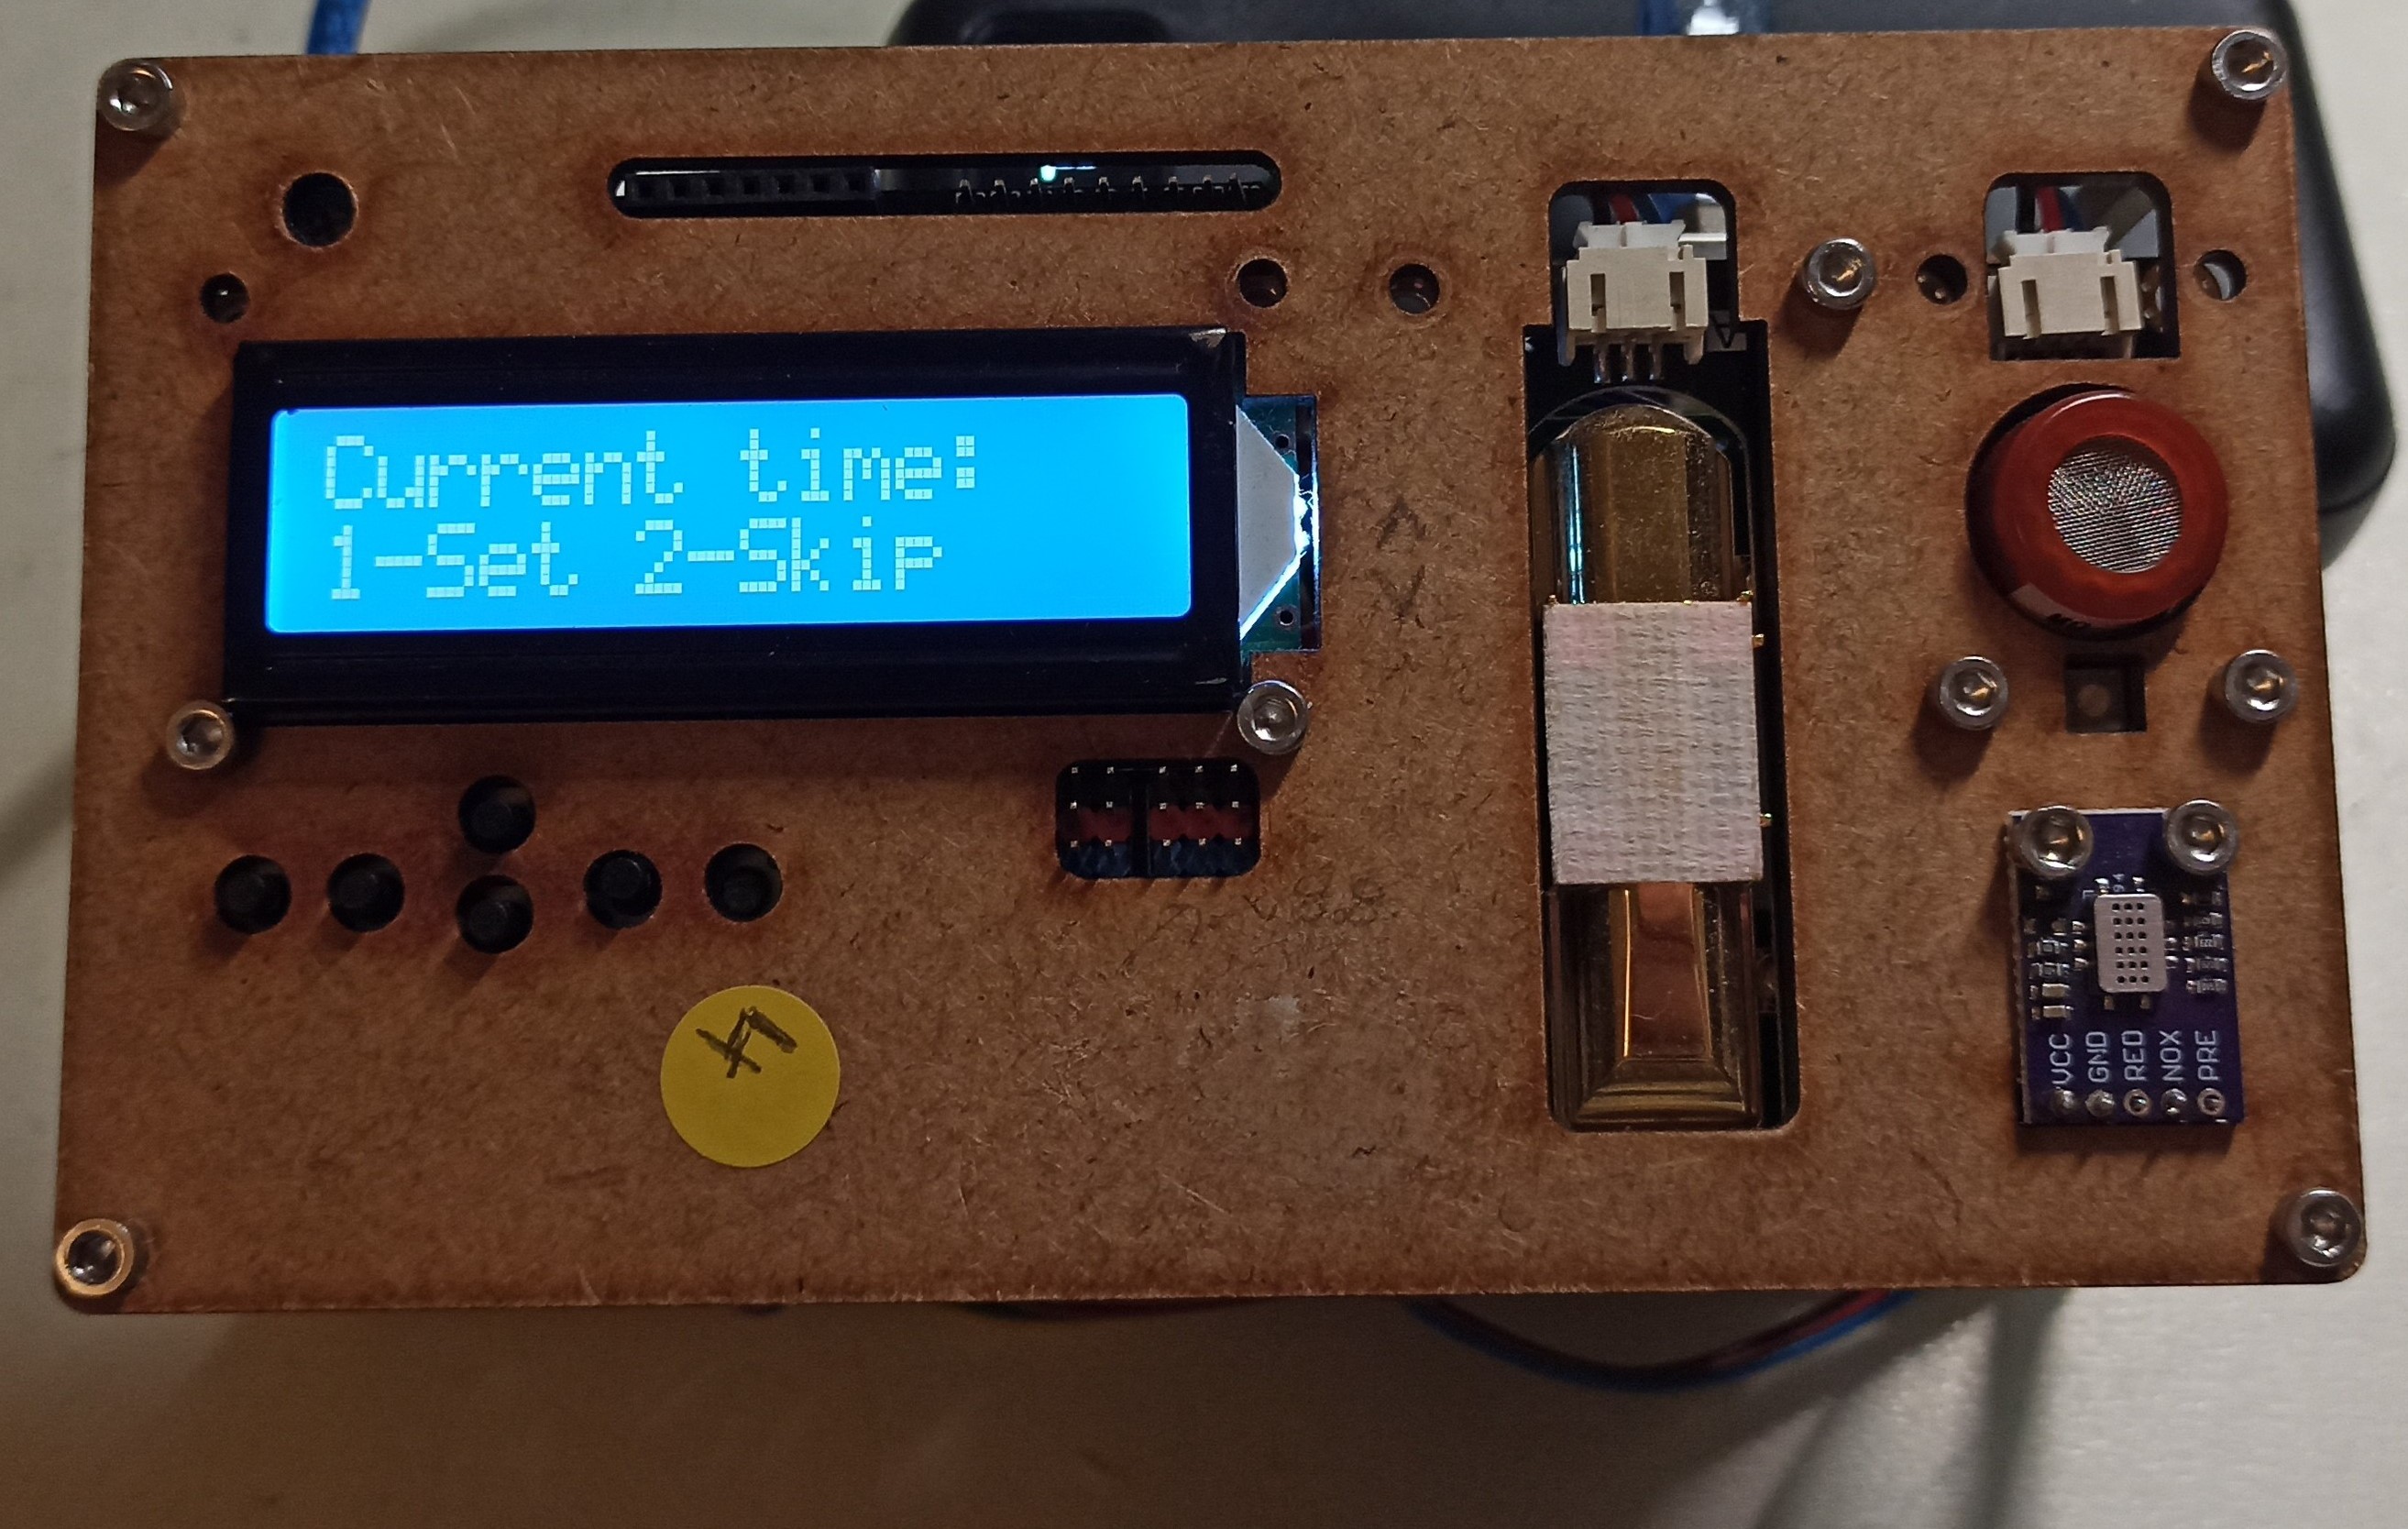 Current time:
1-Set 2-Skip
VCC
GND
RED
NOX
PRE